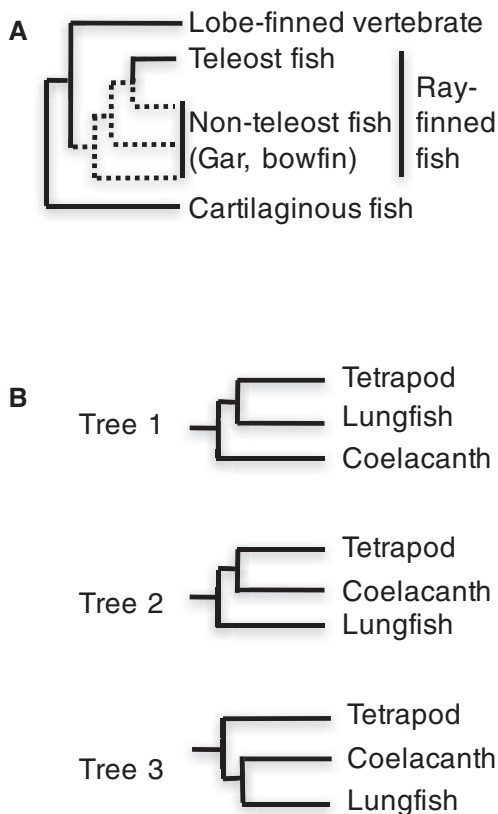 A
Lobe-finned vertebrate
Teleost fish
Non-teleost fish
(Gar, bowfin)
Ray-
finned
fish
Cartilaginous fish
B
Tree 1
Tetrapod
Lungfish
Coelacanth
Tree 2
Tetrapod
Coelacanth
Lungfish
Tree 3
Tetrapod
Coelacanth
Lungfish